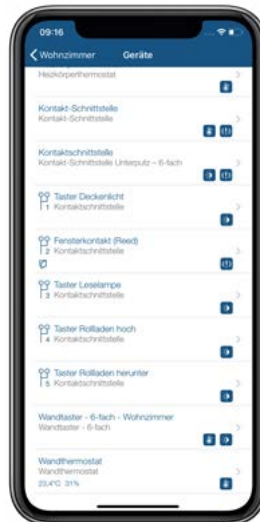 09:16
Wohnzimmer Geräte
Heizkörperthermostat
Kontakt-Schnittstelle
Kontakt-Schnittstelle
Kontaktschnittstelle
Kontakt-Schnittstelle Unterputz – 6-fach
Taster Deckenlicht
1 Kontaktschnittstelle
Fensterkontakt (Reed)
2 Kontaktschnittstelle
Taster Leselampe
3 Kontaktschnittstelle
Taster Rollladen hoch
4 Kontaktschnittstelle
Taster Rollladen herunter
5 Kontaktschnittstelle
Wandtaster - 6-fach - Wohnzimmer
Wandtaster - 6-fach
Wandthermostat
Wandthermostat
23,4°C 31%